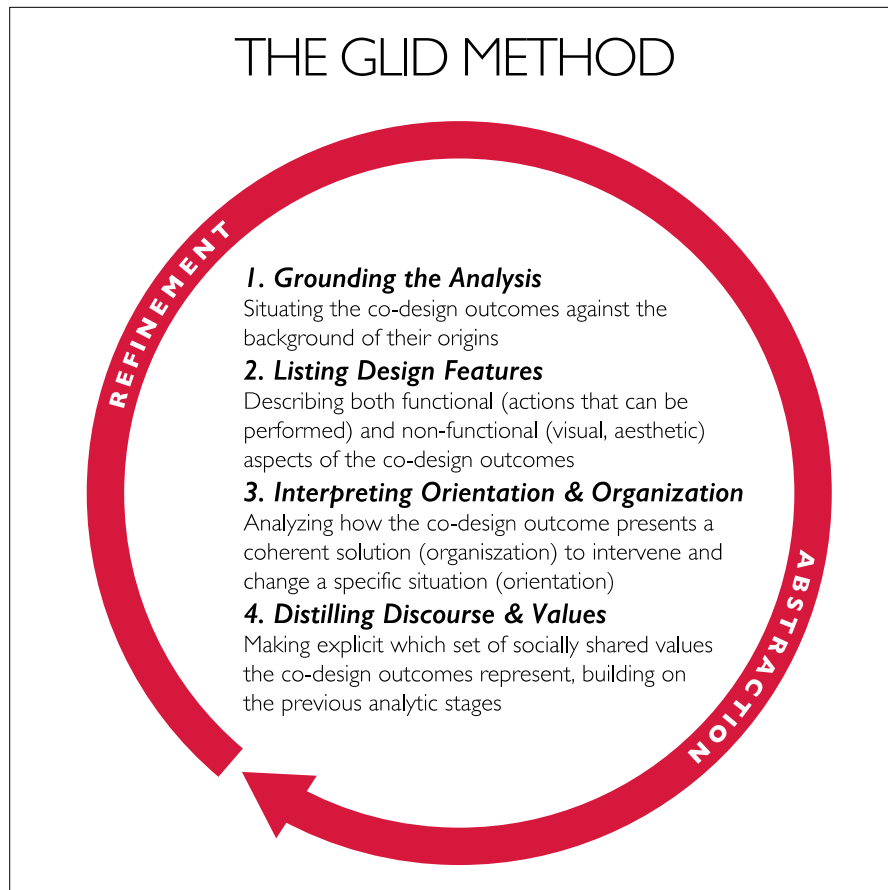 THE GLID METHOD
REFINEMENT
1. Grounding the Analysis
Situating the co-design outcomes against the
background of their origins
2. Listing Design Features
Describing both functional (actions that can be
performed) and non-functional (visual, aesthetic)
aspects of the co-design outcomes
3. Interpreting Orientation & Organization
Analyzing how the co-design outcome presents a
coherent solution (organiszation) to intervene and
change a specific situation (orientation)
4. Distilling Discourse & Values
Making explicit which set of socially shared values
the co-design outcomes represent, building on
the previous analytic stages
ABSTRACTION